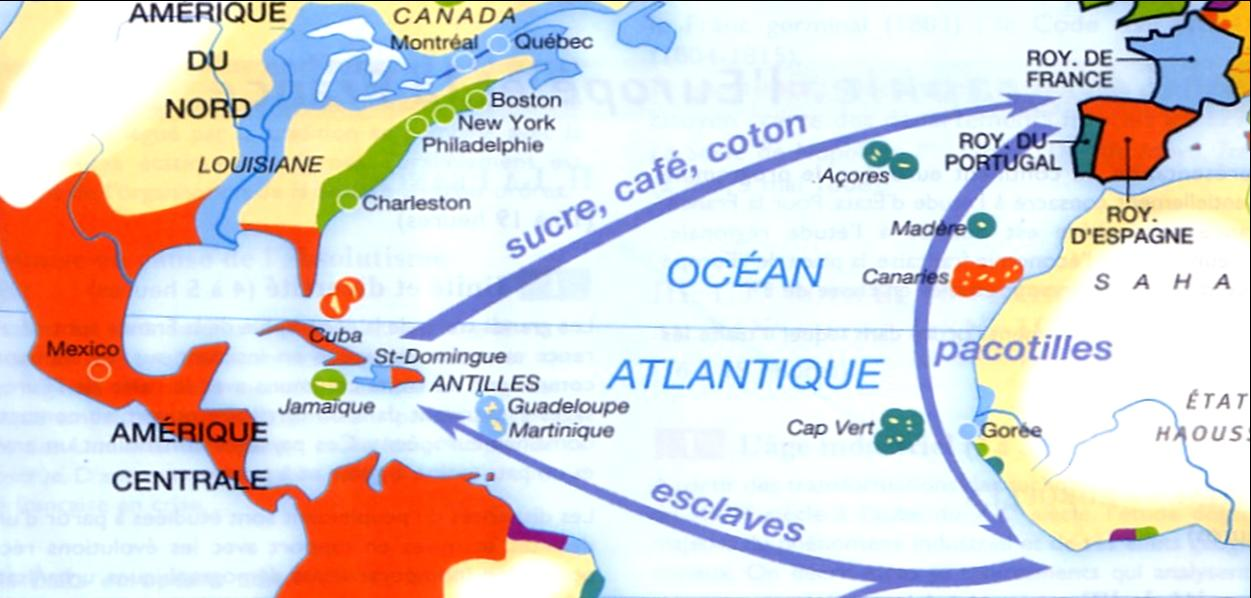 AMÉRIQUE
DU
NORD
CANADA
Montréal
Québec
Boston
New York
Philadelphie
LOUISIANE
Charleston
sucre, café, coton
ROY. DE
FRANCE
ROY. DU
PORTUGAL
Açores
Madère
ROY.
D'ESPAGNE
Canaries
SAHA
OCÉAN
ATLANTIQUE
Mexico
Cuba
St-Domingue
ANTILLES
Jamaïque
Guadeloupe
Martinique
pacotilles
Cap Vert
Gorée
ÉTAT
HAOUSS
AMÉRIQUE
CENTRALE
esclaves